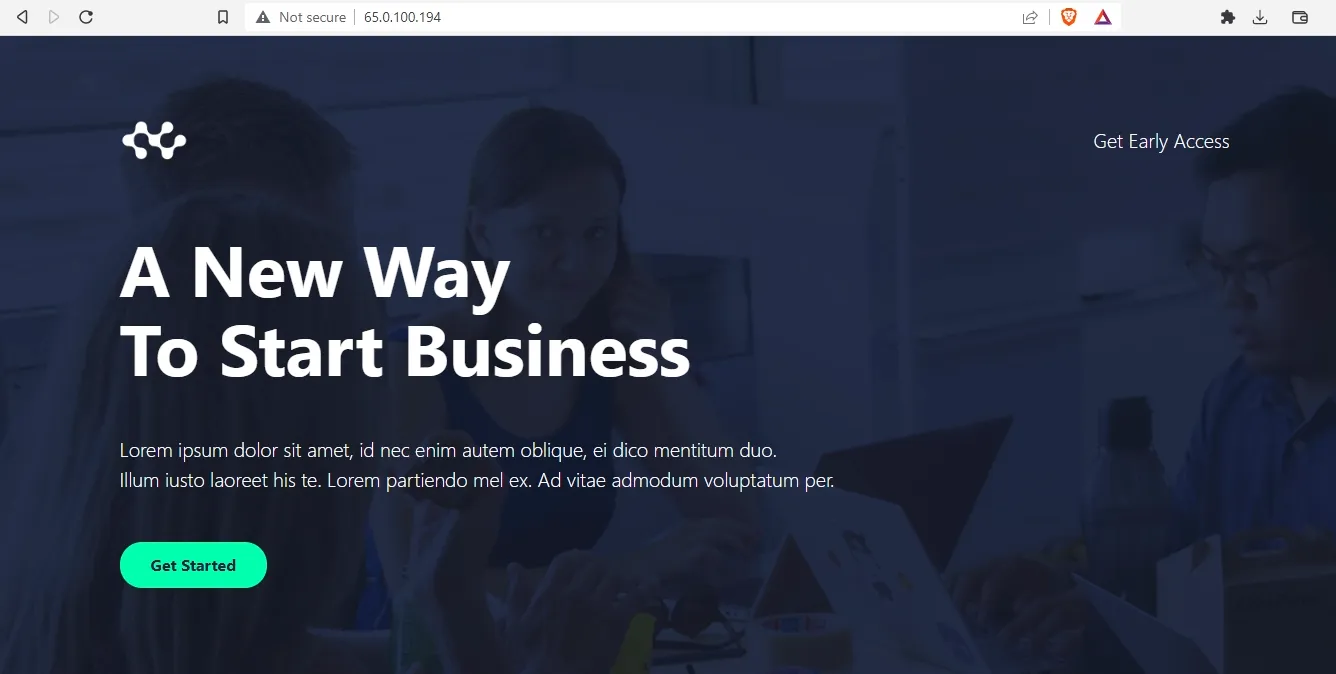 Not secure
65.0.100.194
Get Early Access
A New Way
To Start Business
Lorem ipsum dolor sit amet, id nec enim autem oblique, ei dico mentitum duo.
Illum iusto laoreet his te. Lorem partiendo mel ex. Ad vitae admodum voluptatum per.
Get Started